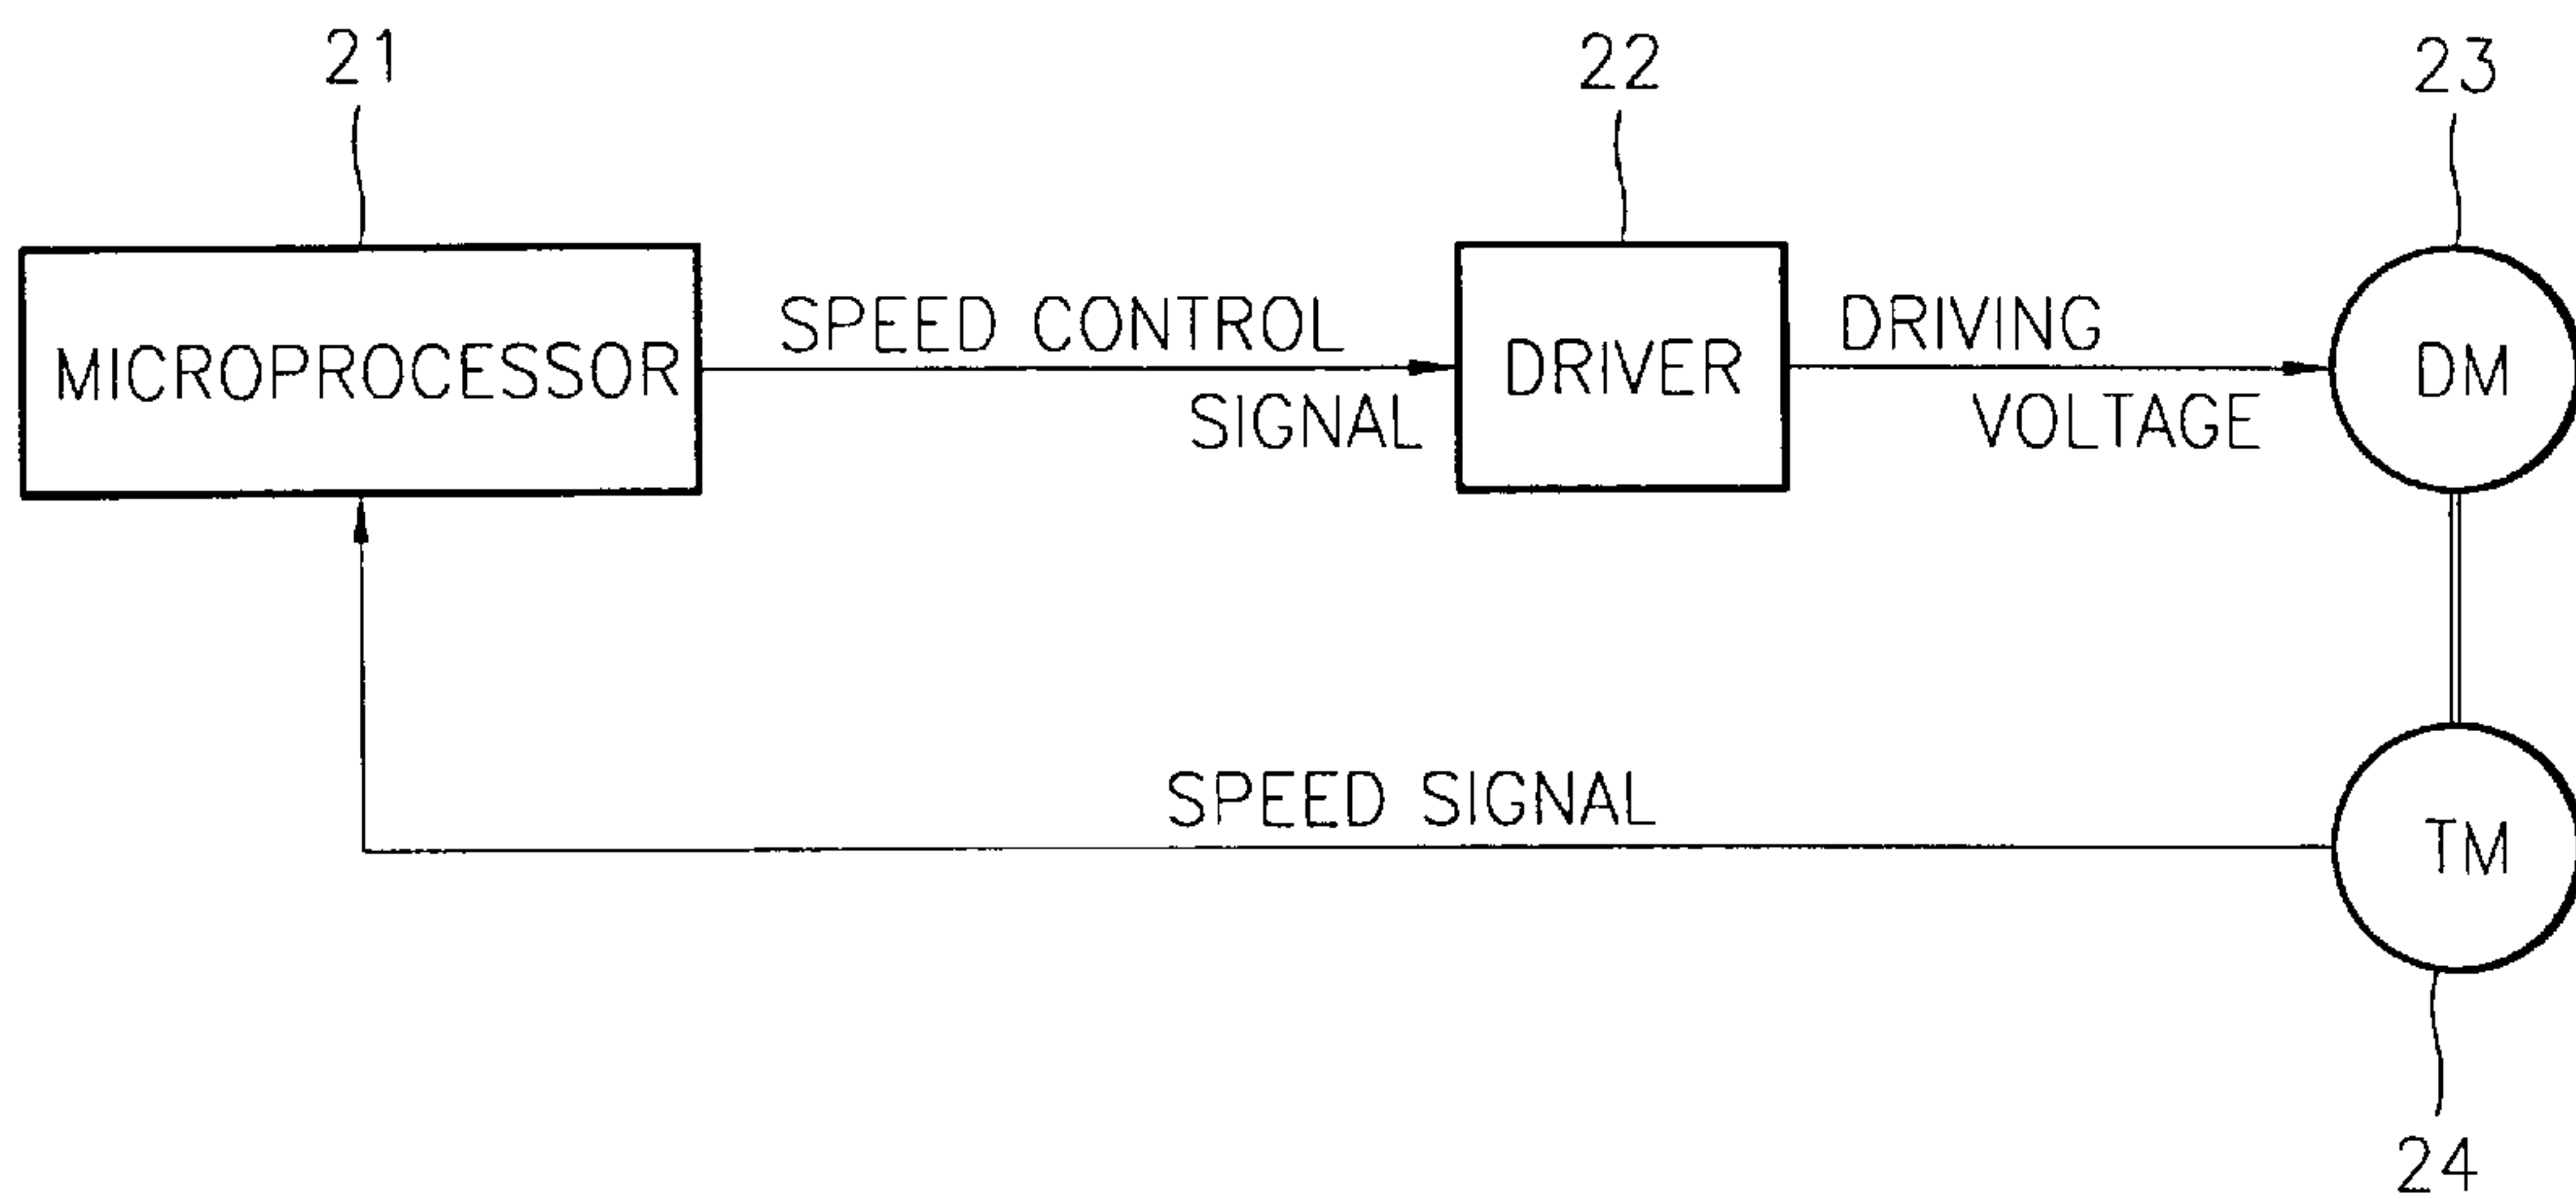 21
22
23
MICROPROCESSOR
SPEED CONTROL
SIGNAL
DRIVER
DRIVING
VOLTAGE
DM
SPEED SIGNAL
TM
24